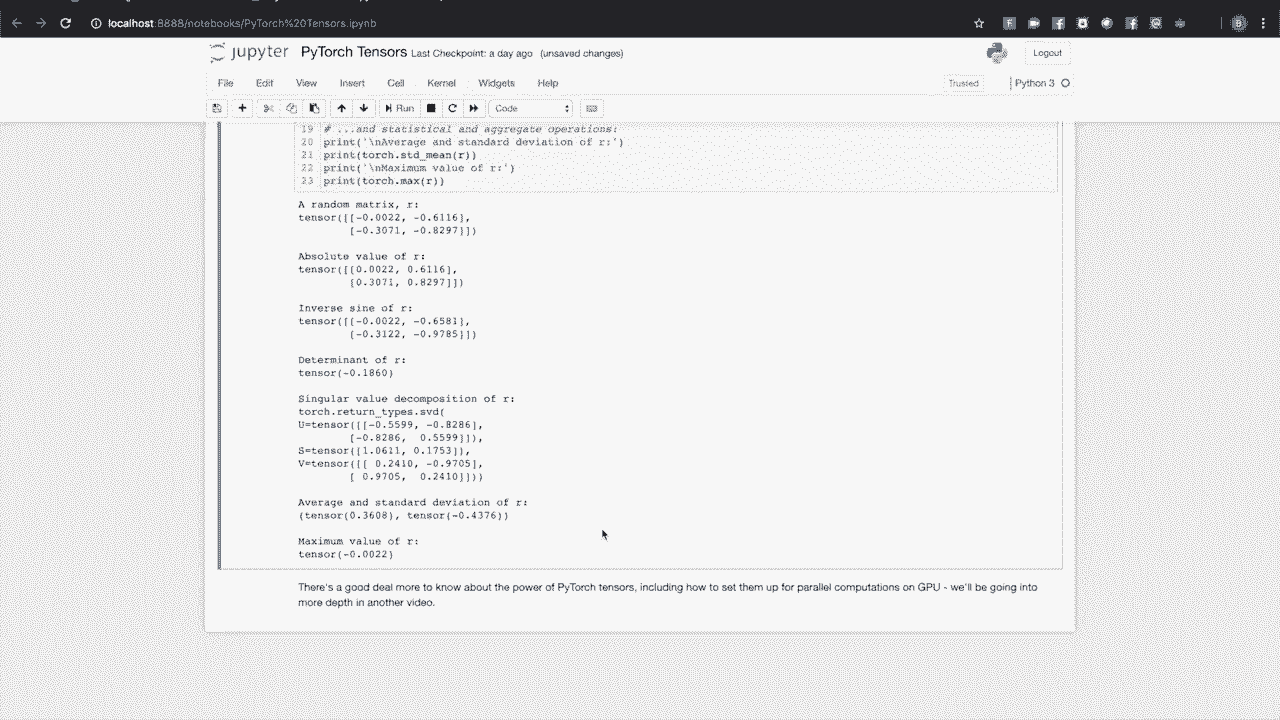 localhost:8888/notebooks/PyTorch%20Tensors.ipynb
jupyter PyTorch Tensors Last Checkpoint: a day ago (unsaved changes)
Logout
File Edit View Insert Cell Kernel Widgets Help
Trusted Python 3
Run Code
19 # ...and statistical and aggregate operations:
20 print('\nAverage and standard deviation of r:')
21 print(torch.std_mean(r))
22 print('\nMaximum value of r:')
23 print(torch.max(r))
A random matrix, r:
tensor([[-0.0022, -0.6116],
[-0.3071, -0.8297]])
Absolute value of r:
tensor([[0.0022, 0.6116],
[0.3071, 0.8297]])
Inverse sine of r:
tensor([[-0.0022, -0.6581],
[-0.3122, -0.9785]])
Determinant of r:
tensor(-0.1860)
Singular value decomposition of r:
torch.return_types.svd(
U=tensor([[-0.5599, -0.8286],
[-0.8286, 0.5599]]),
S=tensor([1.0611, 0.1753]),
V=tensor([[ 0.2410, -0.9705],
[ 0.9705, 0.2410]]))
Average and standard deviation of r:
(tensor(0.3608), tensor(-0.4376))
Maximum value of r:
tensor(-0.0022)
There's a good deal more to know about the power of PyTorch tensors, including how to set them up for parallel computations on GPU - we'll be going into
more depth in another video.